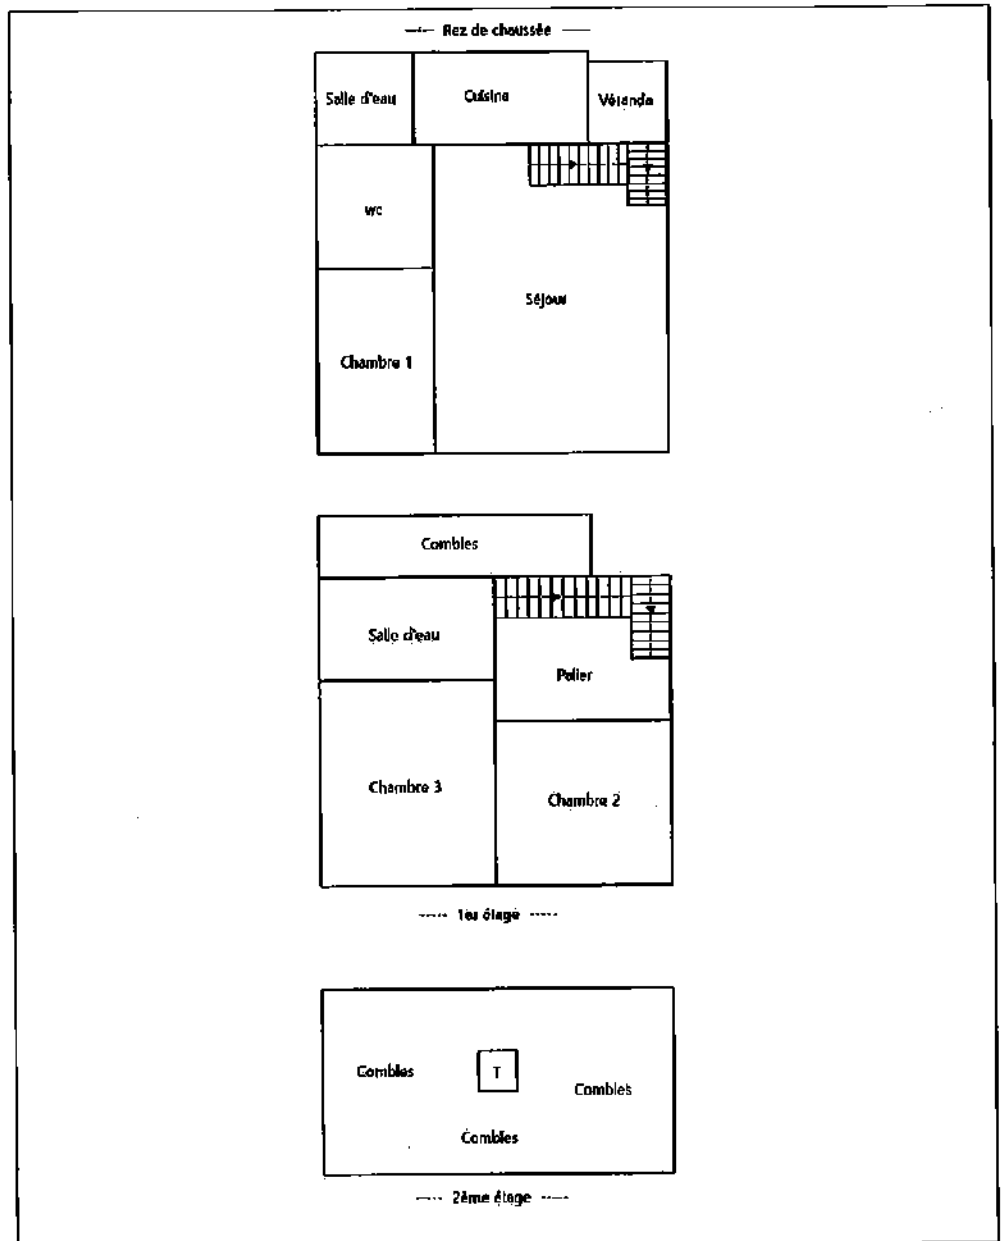 Rez de chaussée
Salle d'eau
Cuisine
Véranda
wc
Séjour
Chambre 1
Combles
Salle d'eau
Palier
Chambre 3
Chambre 2
1er étage
Combles
T
Combles
Combles
2ème étage